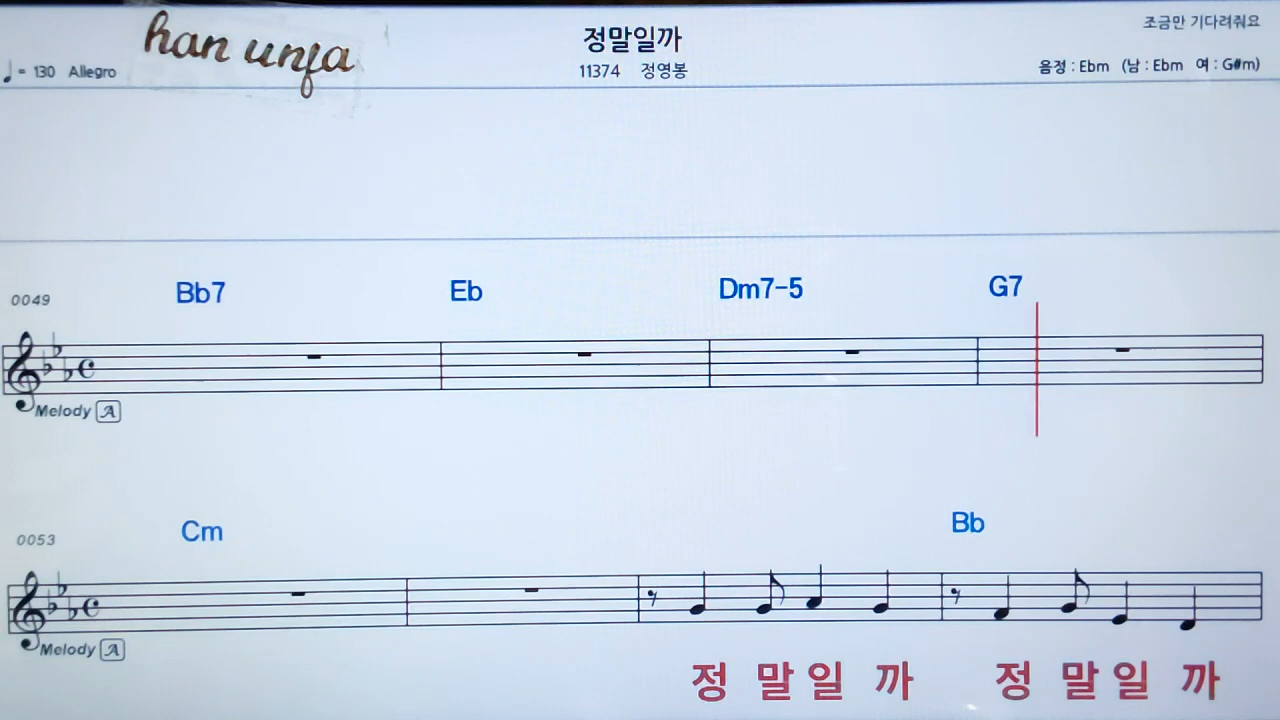 han unfa
정말일까
조금만 기다려줘요
♩= 130 Allegro
11374 정영봉
음정 : Ebm (남 : Ebm 여 : G#m)
0049 Bb7 Eb Dm7-5 G7
Melody A
0053 Cm Bb
Melody A
정 말 일 까 정 말 일 까